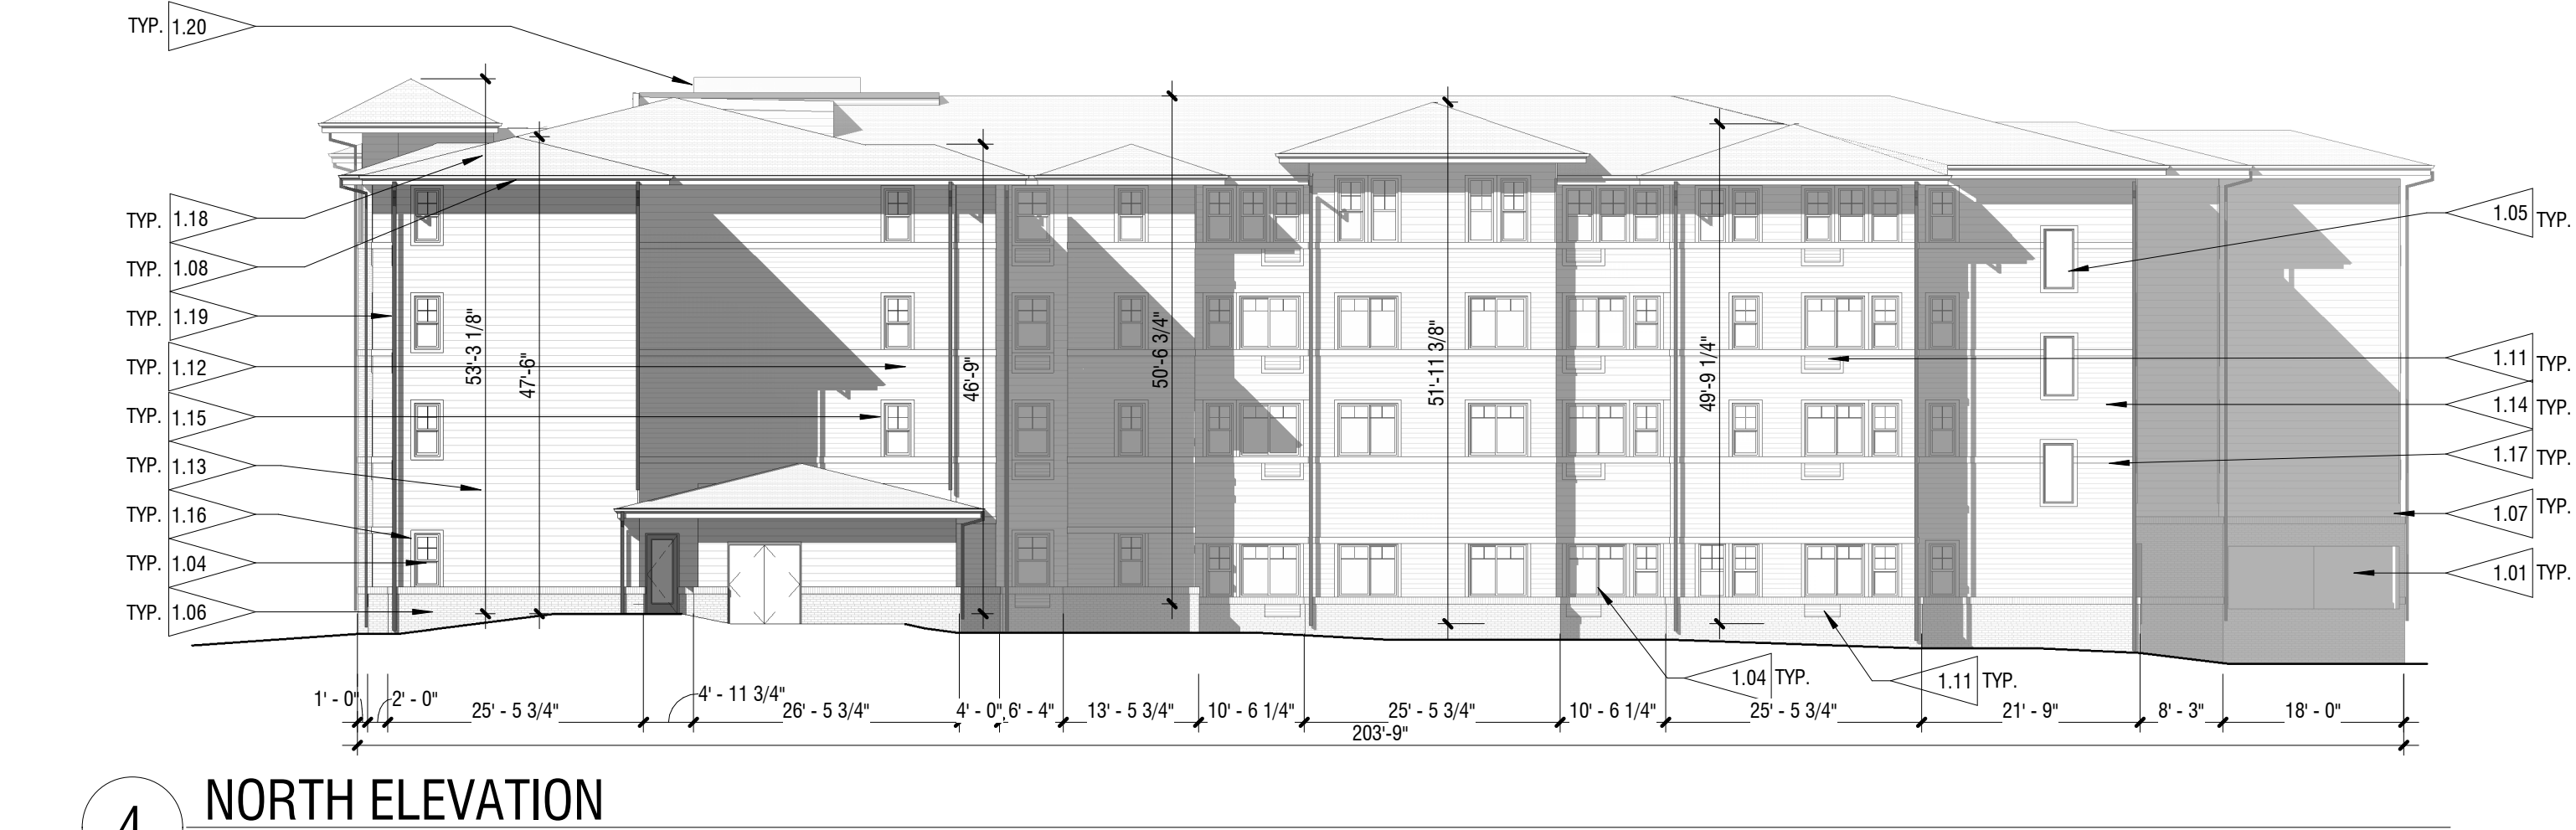 TYP. 1.20
TYP. 1.18
TYP. 1.08
TYP. 1.19
TYP. 1.12
TYP. 1.15
TYP. 1.13
TYP. 1.16
TYP. 1.04
TYP. 1.06
53'-3 1/8"
47'-6"
46'-9"
50'-6 3/4"
51'-11 3/8"
49'-9 1/4"
1.05 TYP.
1.11 TYP.
1.14 TYP.
1.17 TYP.
1.07 TYP.
1.01 TYP.
1.04 TYP.
1.11 TYP.
1' - 0"
2' - 0"
25' - 5 3/4"
4' - 11 3/4"
26' - 5 3/4"
4' - 0"
6' - 4"
13' - 5 3/4"
10' - 6 1/4"
25' - 5 3/4"
10' - 6 1/4"
25' - 5 3/4"
21' - 9"
8' - 3"
18' - 0"
203'-9"
4
NORTH ELEVATION